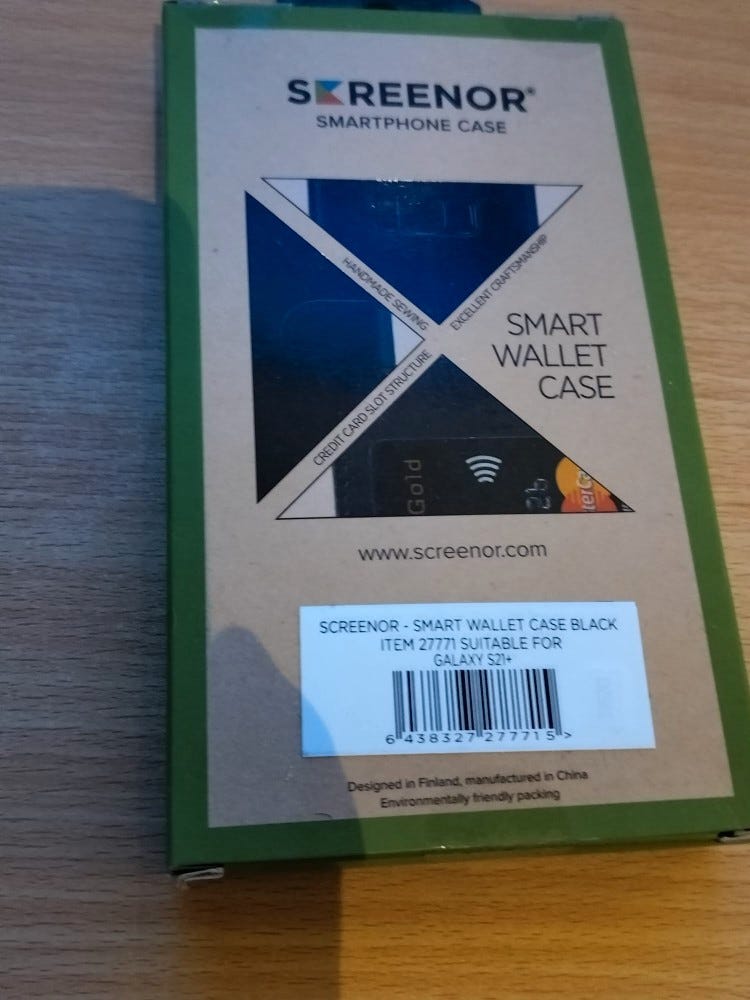 SCREENOR®
SMARTPHONE CASE
HANDMADE SEWING
EXCELLENT CRAFTSMANSHIP
SMART
WALLET
CASE
CREDIT CARD SLOT STRUCTURE
Gold
26
terCa
www.screenor.com
SCREENOR - SMART WALLET CASE BLACK
ITEM 27771 SUITABLE FOR
GALAXY S21+
6 438327 277715 >
Designed in Finland, manufactured in China
Environmentally friendly packing